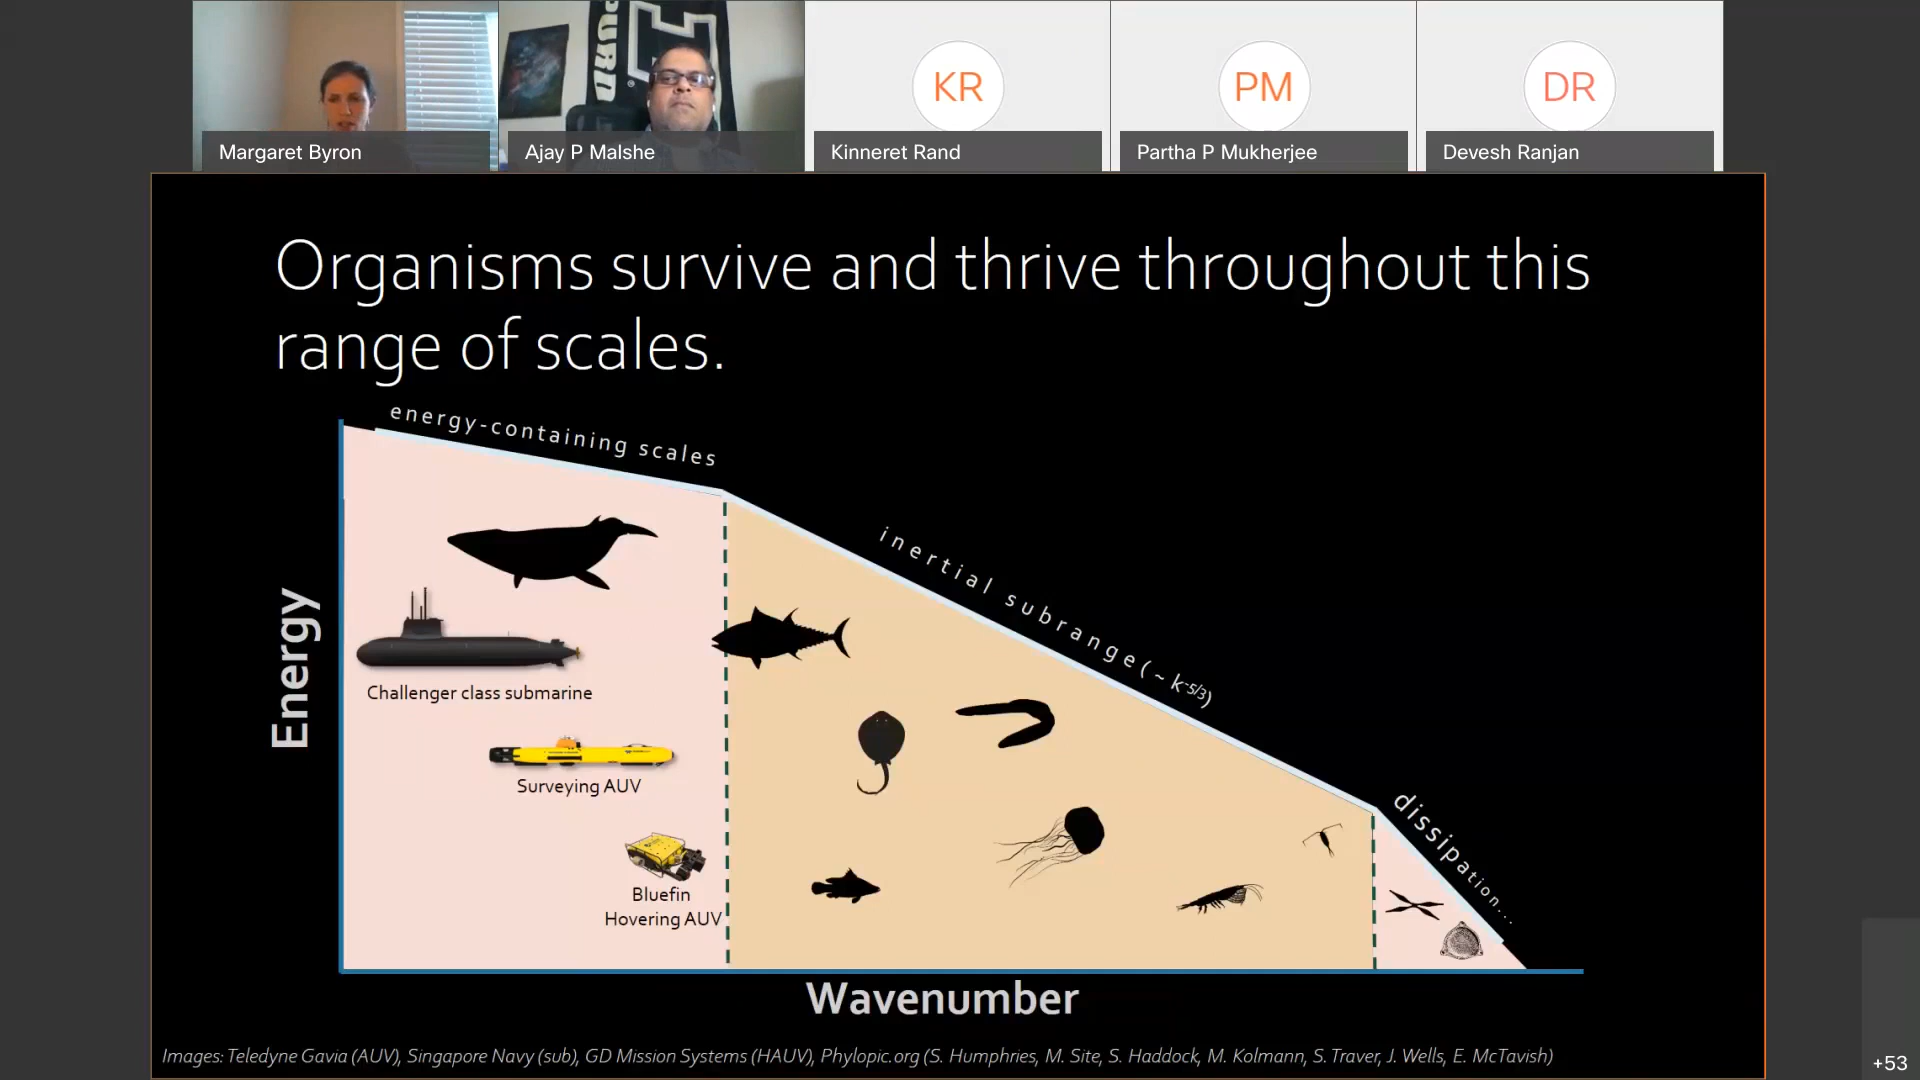 PURD
KR
PM
DR
Margaret Byron
Ajay P Malshe
Kinneret Rand
Partha P Mukherjee
Devesh Ranjan
Organisms survive and thrive throughout this
range of scales.
energy-containing scales
inertial subrange (~ k-5/3)
dissipation...
Energy
Challenger class submarine
Surveying AUV
Bluefin
Hovering AUV
Wavenumber
Images: Teledyne Gavia (AUV), Singapore Navy (sub), GD Mission Systems (HAUV), Phylopic.org (S. Humphries, M. Site, S. Haddock, M. Kolmann, S. Traver, J. Wells, E. McTavish)
+53